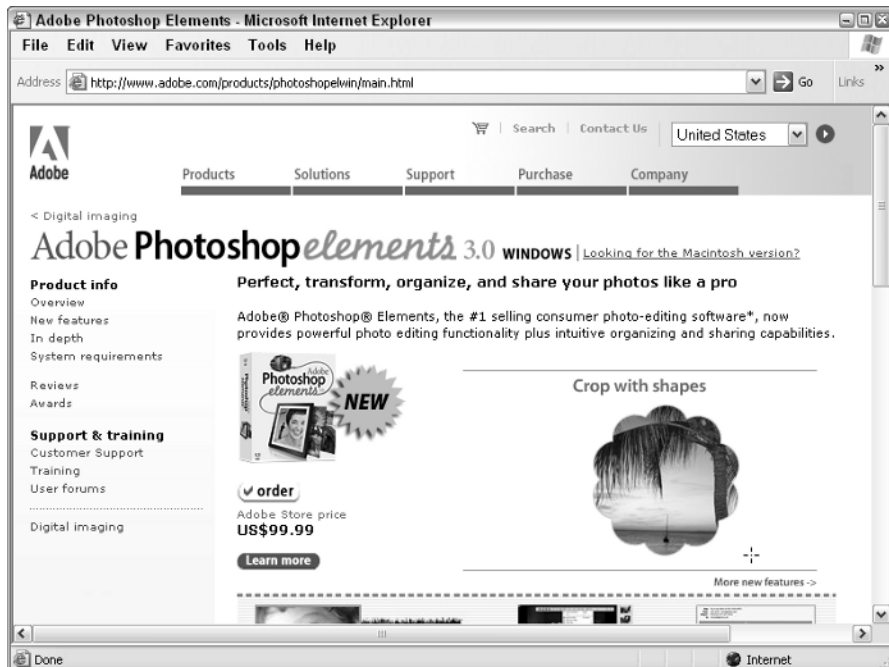 Adobe Photoshop Elements - Microsoft Internet Explorer
File Edit View Favorites Tools Help
Address http://www.adobe.com/products/photoshopelwin/main.html Go Links »
Search | Contact Us United States
Adobe
Products Solutions Support Purchase Company
< Digital imaging
Adobe Photoshop elements 3.0 WINDOWS | Looking for the Macintosh version?
Product info
Overview
New features
In depth
System requirements
Reviews
Awards
Support & training
Customer Support
Training
User forums
Digital imaging
Perfect, transform, organize, and share your photos like a pro
Adobe® Photoshop® Elements, the #1 selling consumer photo-editing software*, now
provides powerful photo editing functionality plus intuitive organizing and sharing capabilities.
Adobe
Photoshop
elements
NEW
order
Adobe Store price
US$99.99
Learn more
Crop with shapes
More new features ->
Done Internet